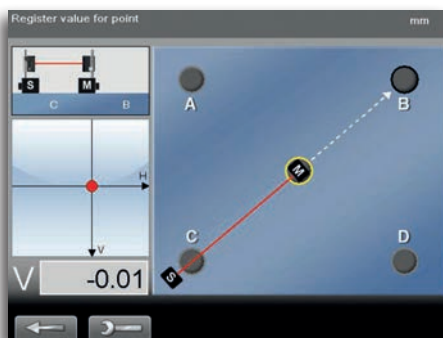 Register value for point mm
S M
C B
H
V
V -0.01
A B
M
C D
S